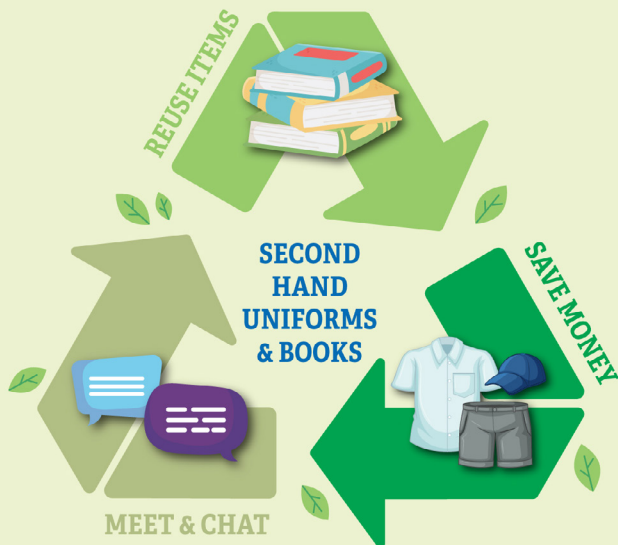 REUSE ITEMS
SECOND
HAND
UNIFORMS
& BOOKS
SAVE MONEY
MEET & CHAT